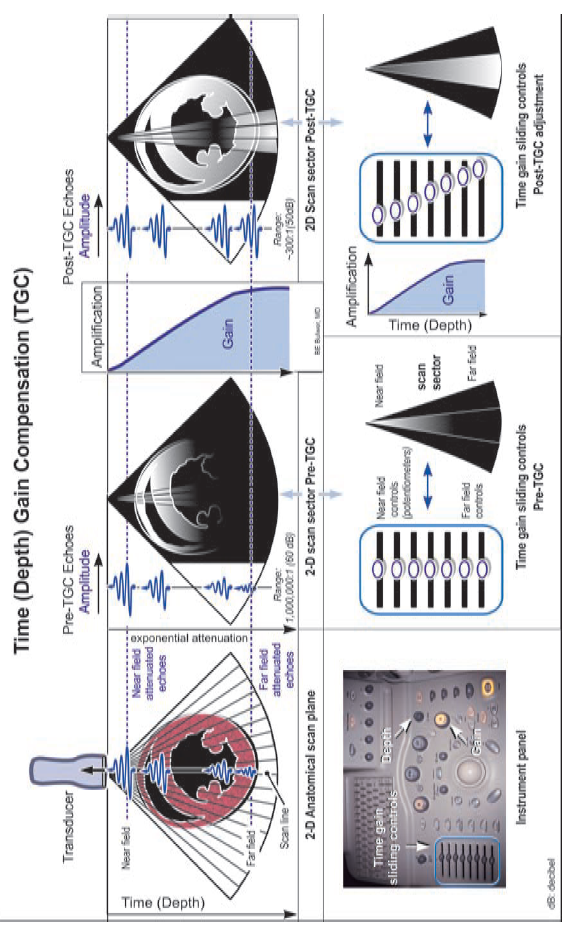 Time (Depth) Gain Compensation (TGC)
Transducer
Near field
Far field
Scan line
Time (Depth)
Near field
attenuated
echoes
Far field
attenuated
echoes
2-D Anatomical scan plane
exponential attenuation
Pre-TGC Echoes
Amplitude
Range:
1,000,000:1 (60 dB)
2-D scan sector Pre-TGC
Amplification
Gain
BE Bulwer, MD
Post-TGC Echoes
Amplitude
Range:
~300:1(50dB)
2D Scan sector Post-TGC
Time gain
sliding controls
Depth
Gain
Instrument panel
dB: decibel
Near field
controls
(potentiometers)
Far field
controls
Near field
scan
sector
Far field
Time gain sliding controls
Pre-TGC
Amplification
Gain
Time (Depth)
Time gain sliding controls
Post-TGC adjustment